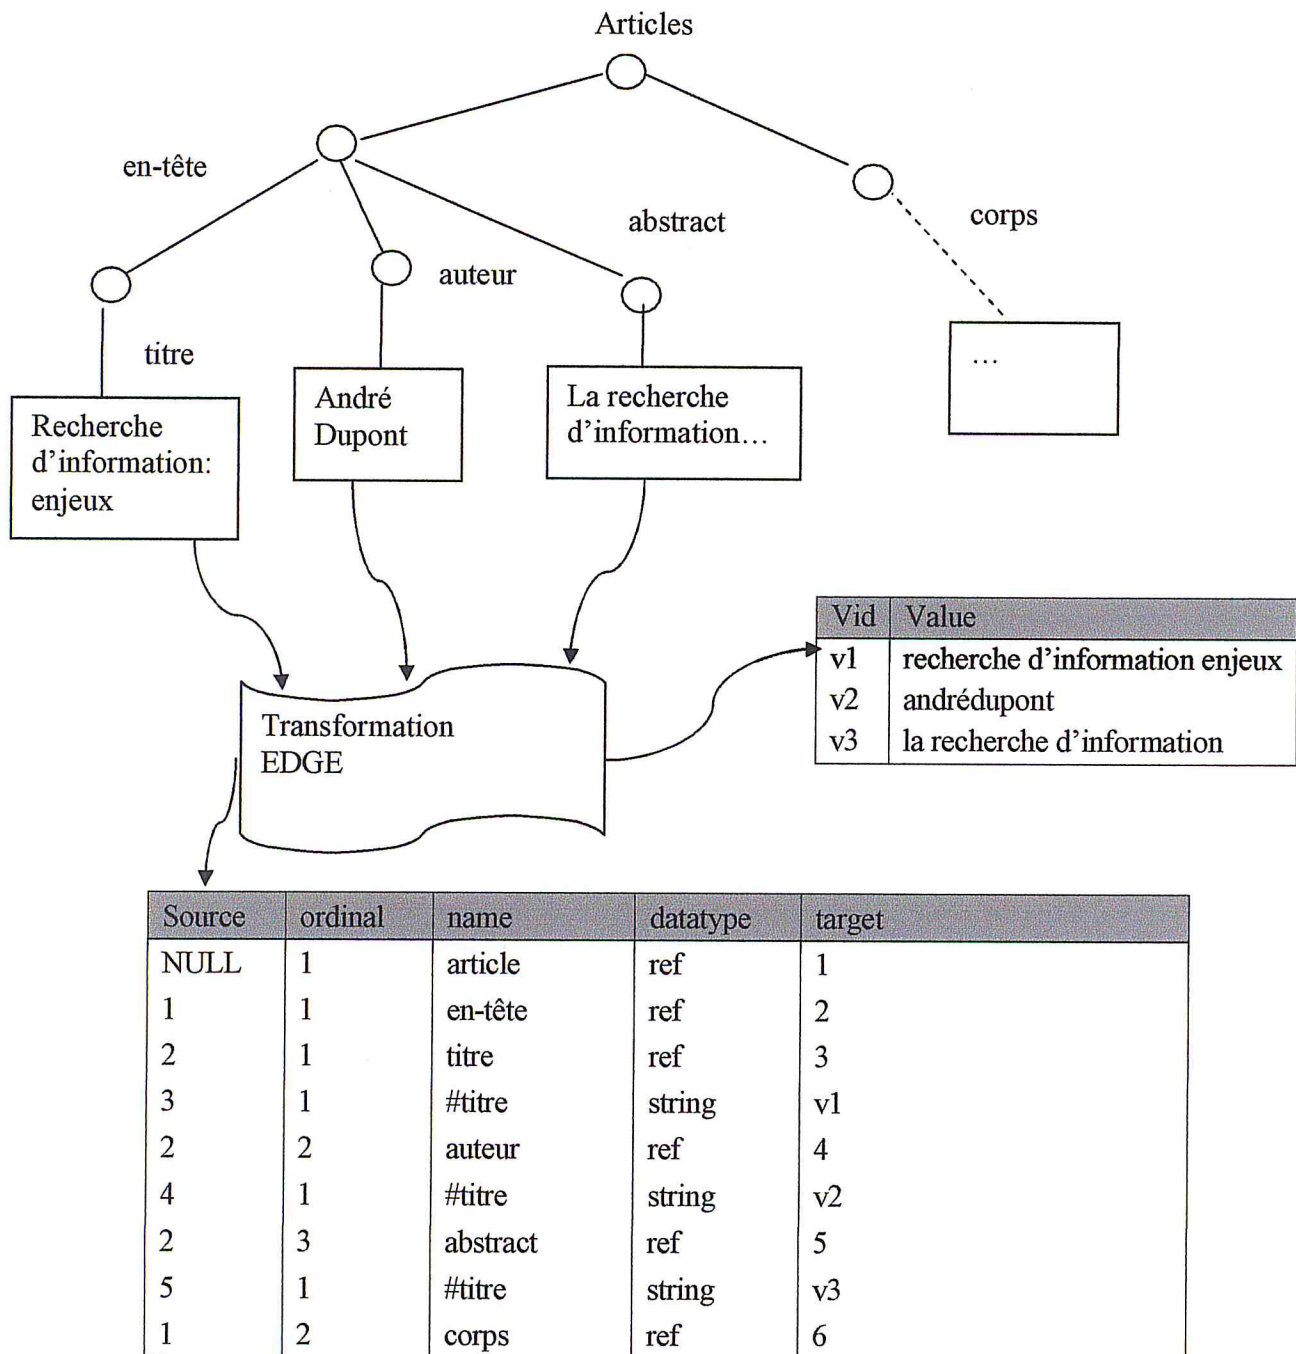 Articles
en-tête
abstract
corps
auteur
titre
…
André
Dupont
La recherche
d’information…
Recherche
d’information:
enjeux
Vid Value
v1 recherche d’information enjeux
v2 andrédupont
v3 la recherche d’information
Transformation
EDGE
Source ordinal name datatype target
NULL 1 article ref 1
1 1 en-tête ref 2
2 1 titre ref 3
3 1 #titre string v1
2 2 auteur ref 4
4 1 #titre string v2
2 3 abstract ref 5
5 1 #titre string v3
1 2 corps ref 6